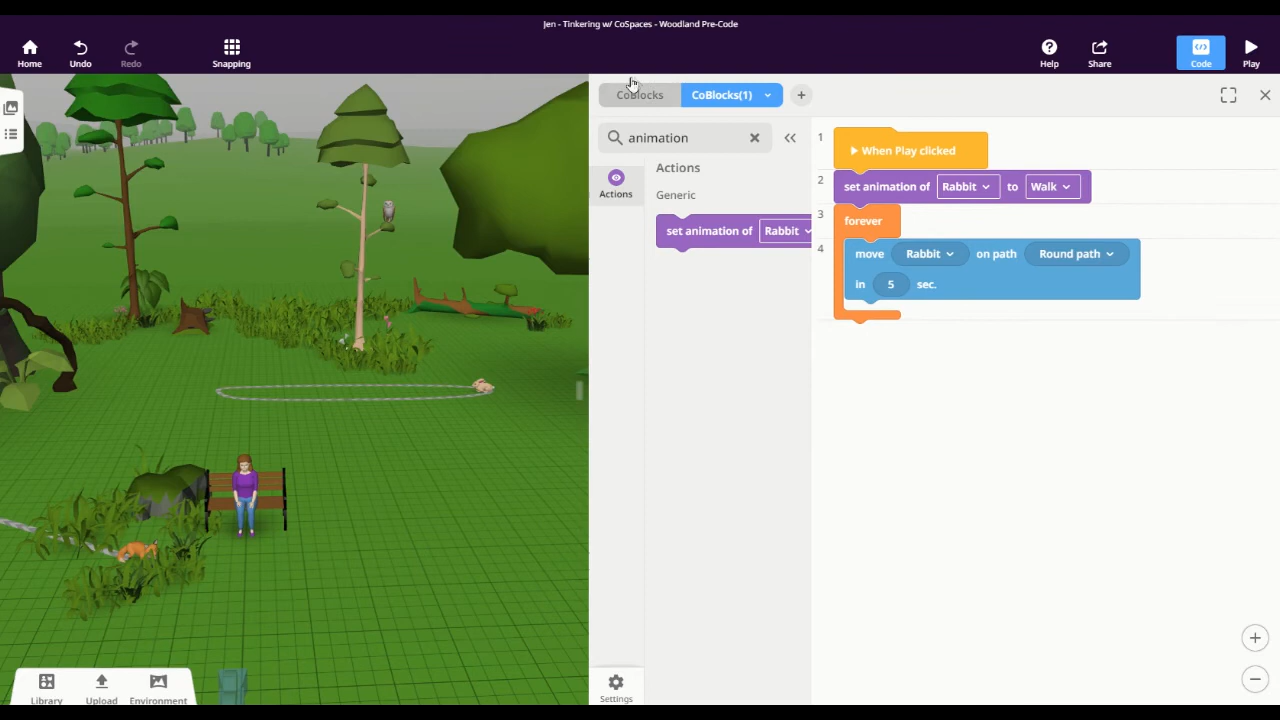 Jen - Tinkering w/ CoSpaces - Woodland Pre-Code
Home Undo Redo Snapping Help Share Code Play
CoBlocks CoBlocks(1) +
animation
Actions
Actions
Generic
set animation of Rabbit
Settings
1 When Play clicked
2 set animation of Rabbit to Walk
3 forever
4 move Rabbit on path Round path
in 5 sec.
Library Upload Environment